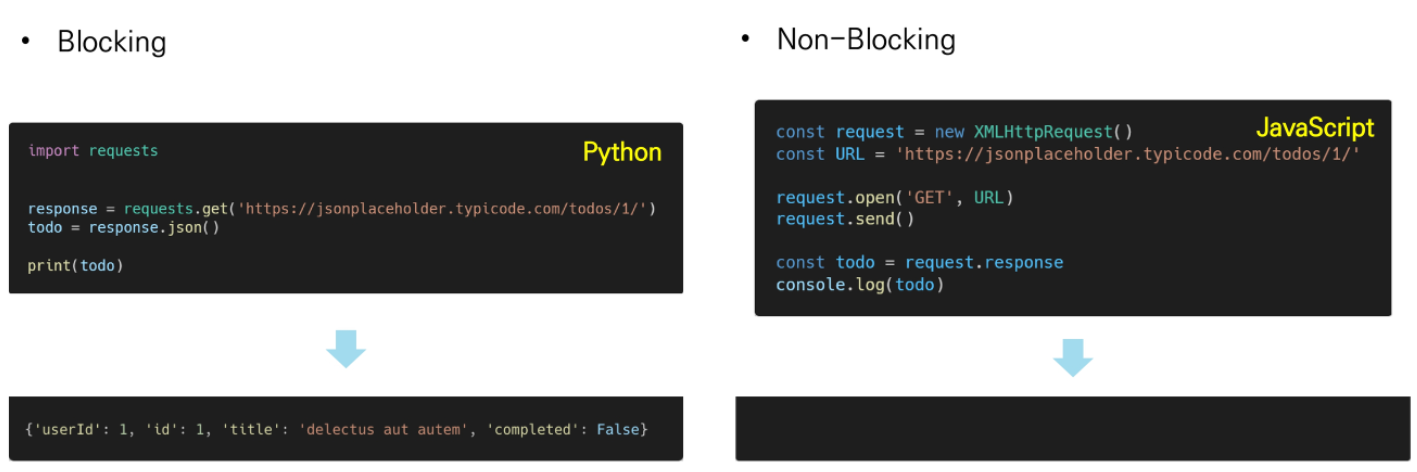 • Blocking
import requests
Python
response = requests.get('https://jsonplaceholder.typicode.com/todos/1/')
todo = response.json()
print(todo)
{'userId': 1, 'id': 1, 'title': 'delectus aut autem', 'completed': False}
• Non-Blocking
const request = new XMLHttpRequest()
JavaScript
const URL = 'https://jsonplaceholder.typicode.com/todos/1/'
request.open('GET', URL)
request.send()
const todo = request.response
console.log(todo)